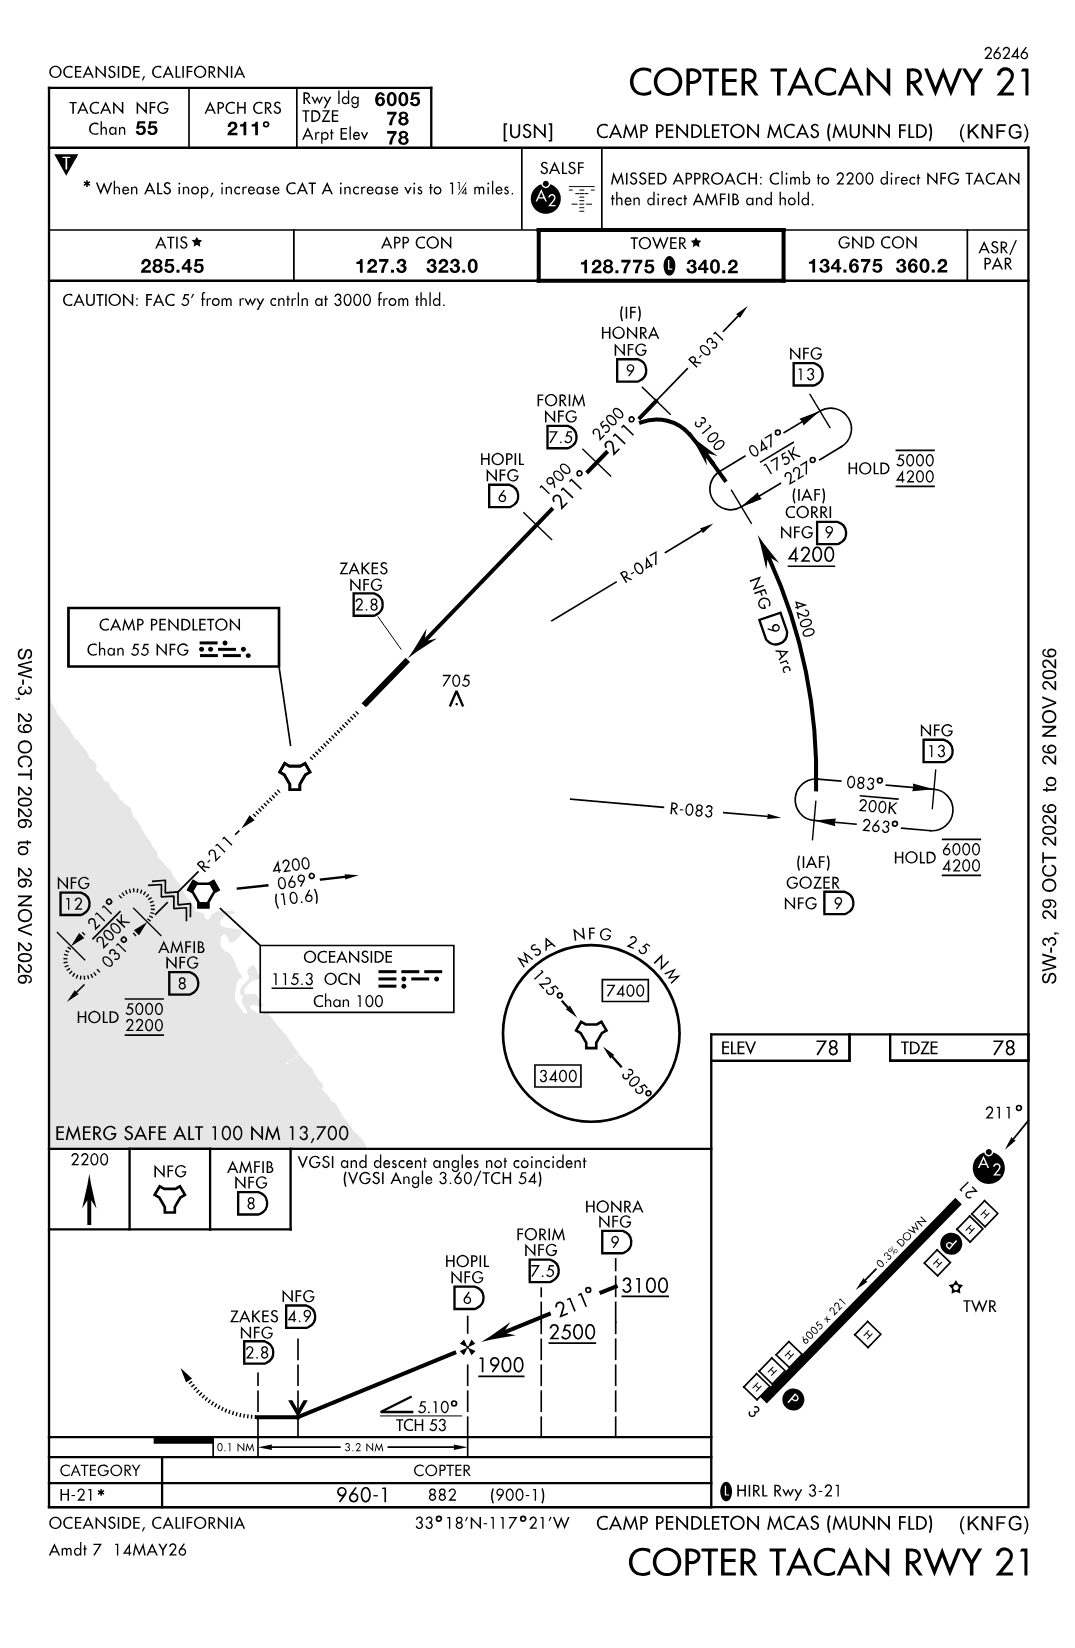 26246
OCEANSIDE, CALIFORNIA
COPTER TACAN RWY 21
TACAN NFG
Chan 55
APCH CRS
211°
Rwy ldg 6005
TDZE 78
Arpt Elev 78
[USN]
CAMP PENDLETON MCAS (MUNN FLD) (KNFG)
T
* When ALS inop, increase CAT A increase vis to 1¼ miles.
SALSF
A2
MISSED APPROACH: Climb to 2200 direct NFG TACAN
then direct AMFIB and hold.
ATIS ★
285.45
APP CON
127.3 323.0
TOWER ★
128.775 L 340.2
GND CON
134.675 360.2
ASR/
PAR
CAUTION: FAC 5′ from rwy cntrln at 3000 from thld.
(IF)
HONRA
NFG
9
R-031
NFG
13
FORIM
NFG
7.5
2500
211°
3100
047°
175K
227°
HOLD 5000
4200
HOPIL
NFG
6
1900
211°
(IAF)
CORRI
NFG 9
4200
R-047
ZAKES
NFG
2.8
NFG 9 Arc
4200
CAMP PENDLETON
Chan 55 NFG
705
NFG
13
083°
200K
263°
R-083
HOLD 6000
4200
(IAF)
GOZER
NFG 9
R-211
4200
069°
(10.6)
NFG
12
211°
200K
031°
AMFIB
NFG
8
HOLD 5000
2200
OCEANSIDE
115.3 OCN
Chan 100
MSA NFG 25 NM
125°
7400
3400
305°
EMERG SAFE ALT 100 NM 13,700
ELEV 78
TDZE 78
211°
A2
21
0.3% DOWN
6005 x 221
H
H
P
H
TWR
H
H
H
H
P
3
L HIRL Rwy 3-21
2200
NFG
AMFIB
NFG
8
VGSI and descent angles not coincident
(VGSI Angle 3.60/TCH 54)
HONRA
NFG
9
FORIM
NFG
7.5
HOPIL
NFG
6
211°
3100
2500
1900
NFG
4.9
ZAKES
NFG
2.8
5.10°
TCH 53
0.1 NM
3.2 NM
CATEGORY
COPTER
H-21*
960-1 882 (900-1)
OCEANSIDE, CALIFORNIA
33°18′N-117°21′W
CAMP PENDLETON MCAS (MUNN FLD) (KNFG)
Amdt 7 14MAY26
COPTER TACAN RWY 21
SW-3, 29 OCT 2026 to 26 NOV 2026
SW-3, 29 OCT 2026 to 26 NOV 2026